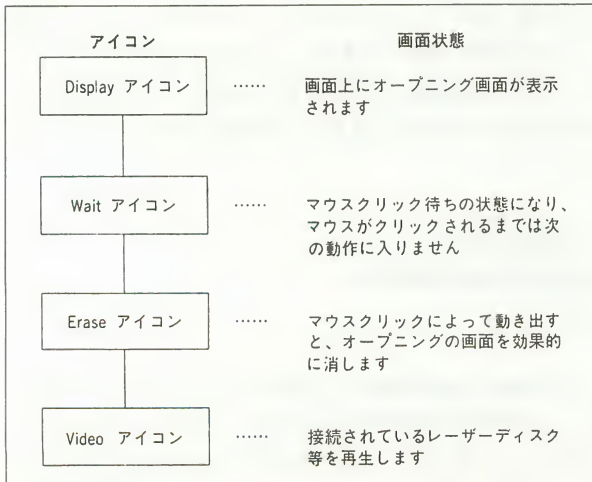 アイコン 画面状態
Display アイコン …… 画面上にオープニング画面が表示
されます
Wait アイコン …… マウスクリック待ちの状態になり、
マウスがクリックされるまでは次
の動作に入りません
Erase アイコン …… マウスクリックによって動き出す
と、オープニングの画面を効果的
に消します
Video アイコン …… 接続されているレーザーディスク
等を再生します